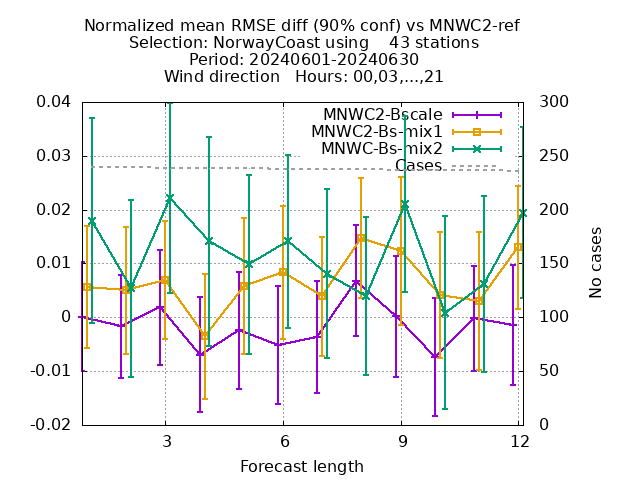 Normalized mean RMSE diff (90% conf) vs MNWC2-ref
Selection: NorwayCoast using    43 stations
Period: 20240601-20240630
Wind direction   Hours: 00,03,...,21
MNWC2-Bscale
MNWC2-Bs-mix1
MNWC-Bs-mix2
Cases
0.04
0.03
0.02
0.01
0
-0.01
-0.02
300
250
200
150
100
50
0
No cases
3 6 9 12
Forecast length